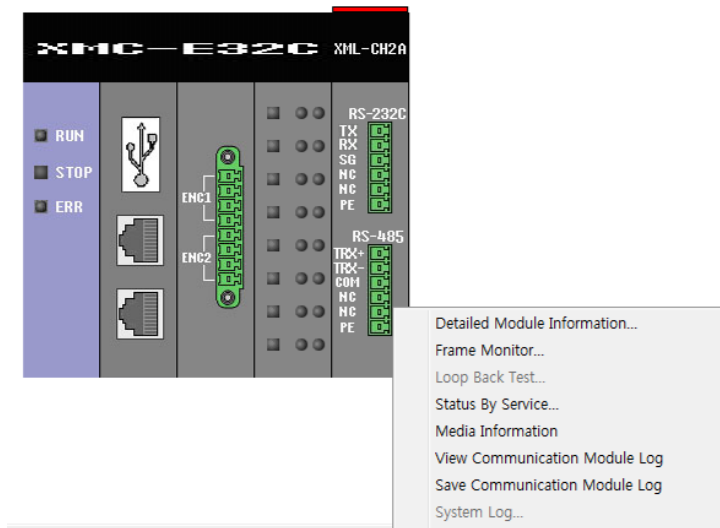 XMC-E32C XML-CH2A
RUN
STOP
ERR
ENC1
ENC2
RS-232C
TX
RX
SG
NC
NC
PE
RS-485
TRX+
TRX-
COM
NC
NC
PE
Detailed Module Information...
Frame Monitor...
Loop Back Test...
Status By Service...
Media Information
View Communication Module Log
Save Communication Module Log
System Log...